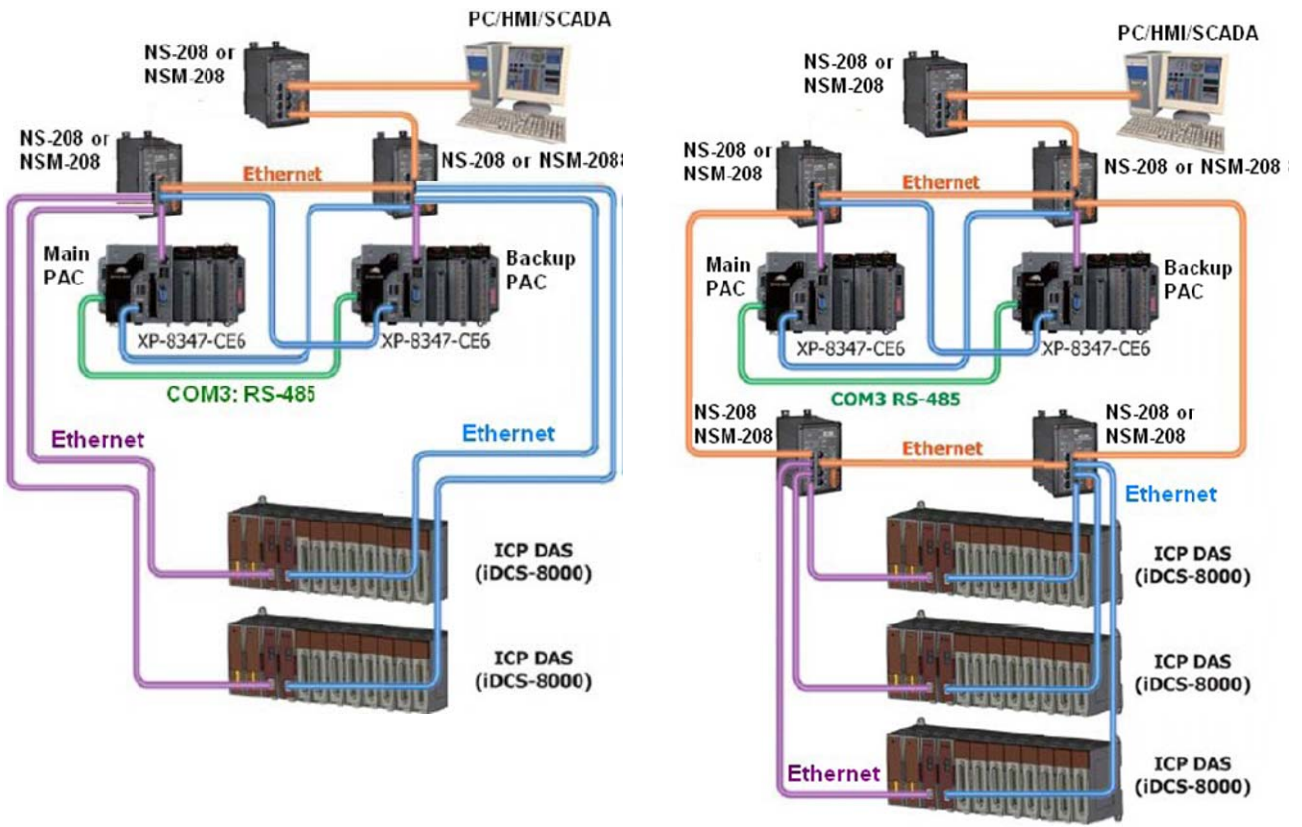 PC/HMI/SCADA
NS-208 or
NSM-208
NS-208 or
NSM-208
NS-208 or NSM-2088
Ethernet
Main
PAC
Backup
PAC
XP-8347-CE6
XP-8347-CE6
COM3: RS-485
Ethernet
Ethernet
ICP DAS
(iDCS-8000)
ICP DAS
(iDCS-8000)
PC/HMI/SCADA
NS-208 or
NSM-208
NS-208 or
NSM-208
NS-208 or NSM-208
Ethernet
Main
PAC
Backup
PAC
XP-8347-CE6
XP-8347-CE6
COM3 RS-485
NS-208 or
NSM-208
NS-208 or
NSM-208
Ethernet
Ethernet
ICP DAS
(iDCS-8000)
ICP DAS
(iDCS-8000)
Ethernet
ICP DAS
(iDCS-8000)